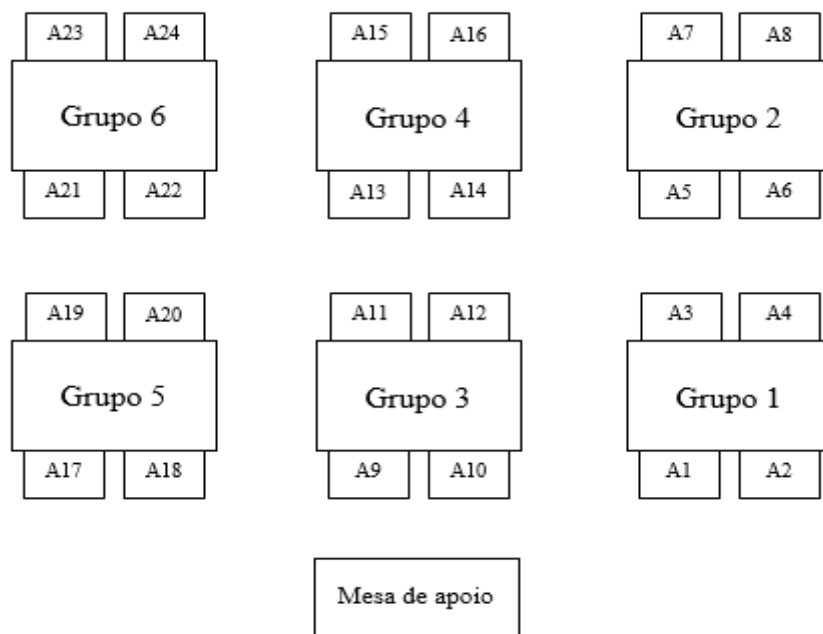 A23 A24 A15 A16 A7 A8
Grupo 6 Grupo 4 Grupo 2
A21 A22 A13 A14 A5 A6
A19 A20 A11 A12 A3 A4
Grupo 5 Grupo 3 Grupo 1
A17 A18 A9 A10 A1 A2
Mesa de apoio